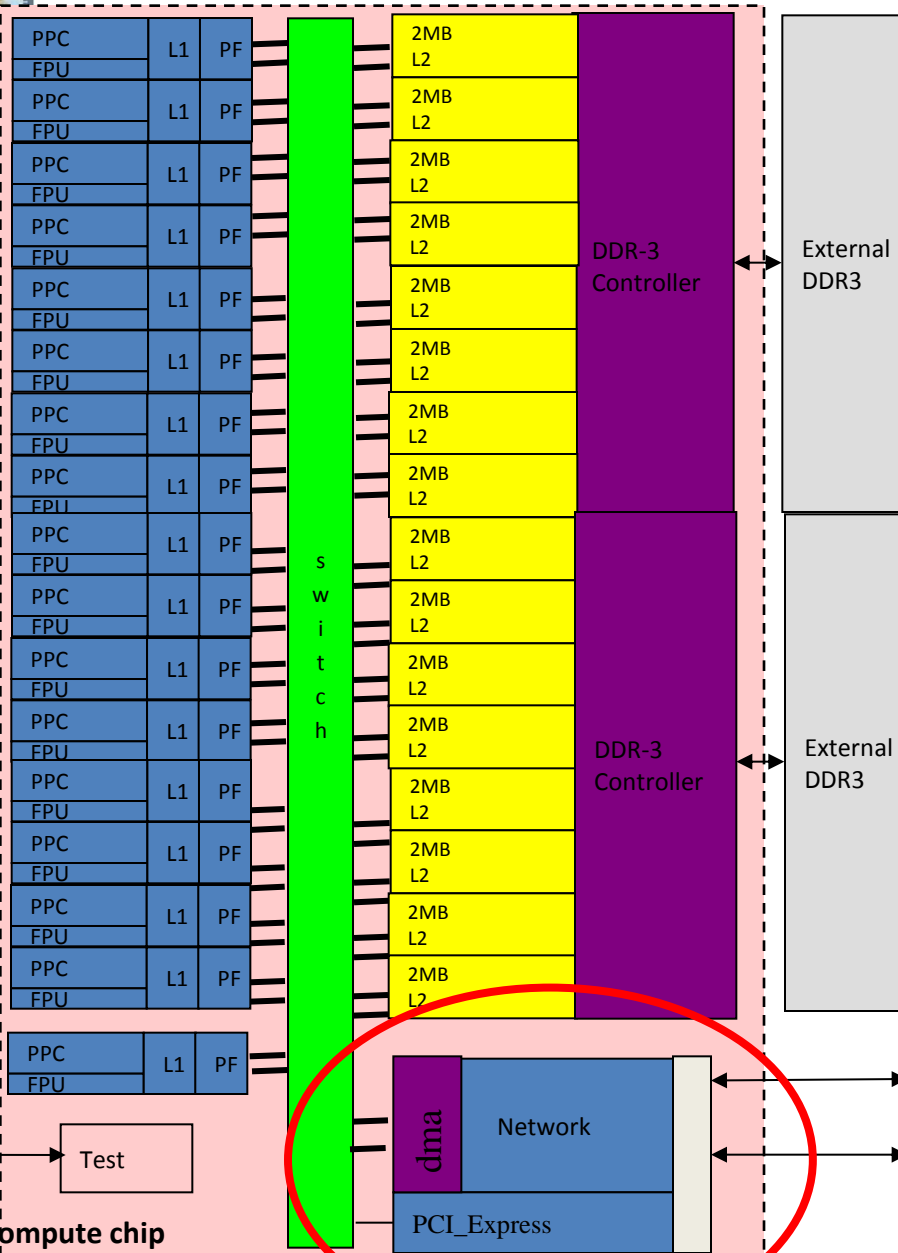 PPC L1 PF
FPU
PPC L1 PF
FPU
PPC L1 PF
FPU
PPC L1 PF
FPU
PPC L1 PF
FPU
PPC L1 PF
FPU
PPC L1 PF
FPU
PPC L1 PF
FPU
PPC L1 PF
FPU
PPC L1 PF
FPU
PPC L1 PF
FPU
PPC L1 PF
FPU
PPC L1 PF
FPU
PPC L1 PF
FPU
PPC L1 PF
FPU
PPC L1 PF
FPU
PPC L1 PF
FPU
Test
ompute chip
switch
2MB
L2
2MB
L2
2MB
L2
2MB
L2
2MB
L2
2MB
L2
2MB
L2
2MB
L2
2MB
L2
2MB
L2
2MB
L2
2MB
L2
2MB
L2
2MB
L2
2MB
L2
2MB
L2
DDR-3
Controller
External
DDR3
DDR-3
Controller
External
DDR3
dma
Network
PCI_Express